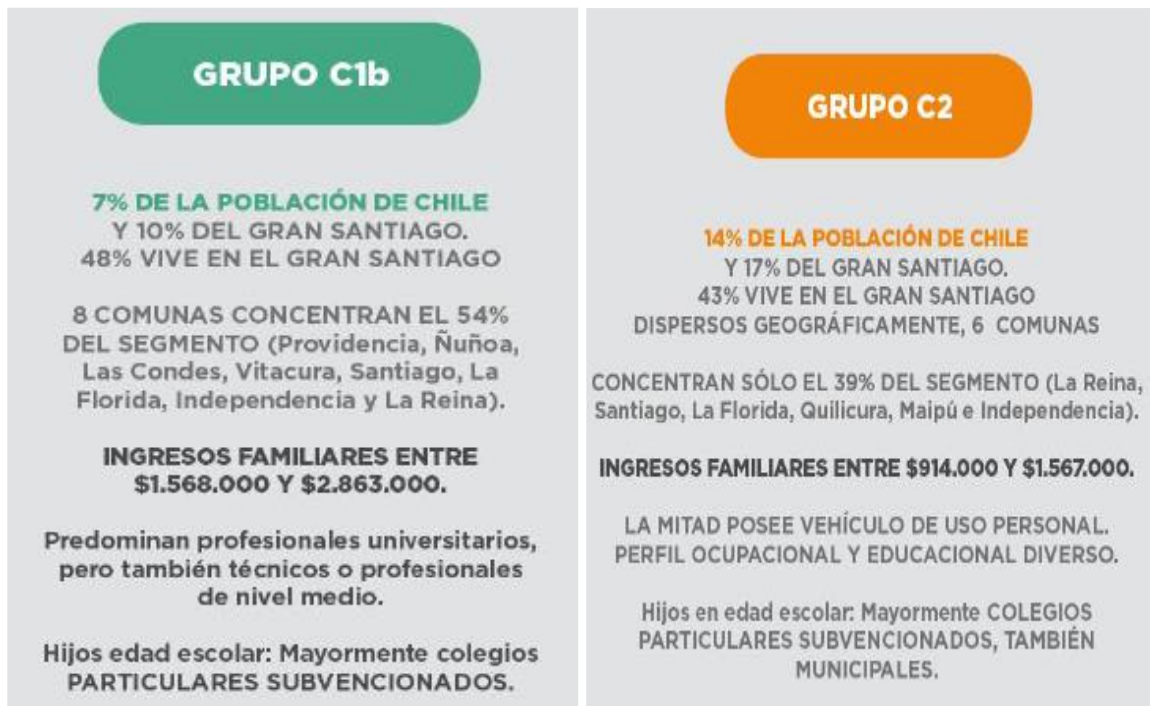 GRUPO C1b
7% DE LA POBLACIÓN DE CHILE
Y 10% DEL GRAN SANTIAGO.
48% VIVE EN EL GRAN SANTIAGO
8 COMUNAS CONCENTRAN EL 54%
DEL SEGMENTO (Providencia, Ñuñoa,
Las Condes, Vitacura, Santiago, La
Florida, Independencia y La Reina).
INGRESOS FAMILIARES ENTRE
$1.568.000 Y $2.863.000.
Predominan profesionales universitarios,
pero también técnicos o profesionales
de nivel medio.
Hijos edad escolar: Mayormente colegios
PARTICULARES SUBVENCIONADOS.
GRUPO C2
14% DE LA POBLACIÓN DE CHILE
Y 17% DEL GRAN SANTIAGO.
43% VIVE EN EL GRAN SANTIAGO
DISPERSOS GEOGRÁFICAMENTE, 6 COMUNAS
CONCENTRAN SÓLO EL 39% DEL SEGMENTO (La Reina,
Santiago, La Florida, Quilicura, Maipú e Independencia).
INGRESOS FAMILIARES ENTRE $914.000 Y $1.567.000.
LA MITAD POSEE VEHÍCULO DE USO PERSONAL.
PERFIL OCUPACIONAL Y EDUCACIONAL DIVERSO.
Hijos en edad escolar: Mayormente COLEGIOS
PARTICULARES SUBVENCIONADOS, TAMBIÉN
MUNICIPALES.